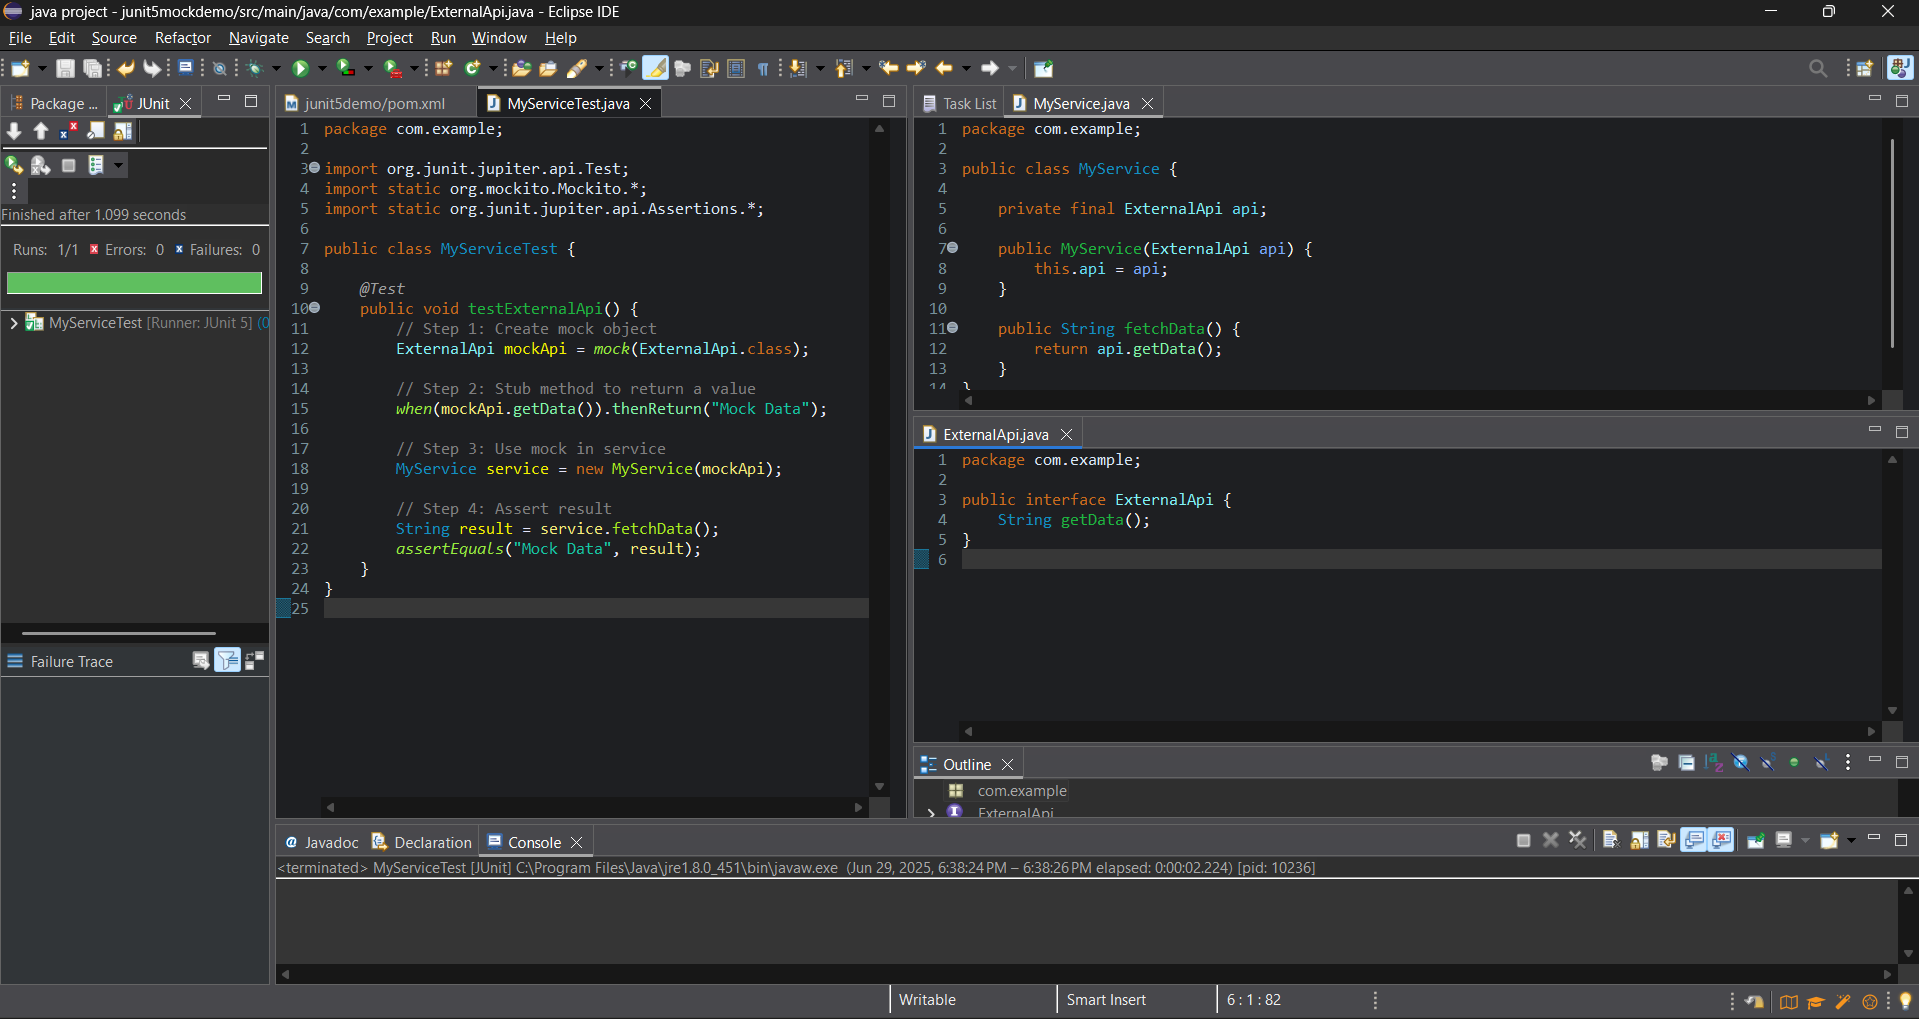 java project - junit5mockdemo/src/main/java/com/example/ExternalApi.java - Eclipse IDE
File Edit Source Refactor Navigate Search Project Run Window Help
Package ... JUnit
Finished after 1.099 seconds
Runs: 1/1 Errors: 0 Failures: 0
MyServiceTest [Runner: JUnit 5] (0
Failure Trace
junit5demo/pom.xml MyServiceTest.java
1 package com.example;
2
3 import org.junit.jupiter.api.Test;
4 import static org.mockito.Mockito.*;
5 import static org.junit.jupiter.api.Assertions.*;
6
7 public class MyServiceTest {
8
9 @Test
10 public void testExternalApi() {
11 // Step 1: Create mock object
12 ExternalApi mockApi = mock(ExternalApi.class);
13
14 // Step 2: Stub method to return a value
15 when(mockApi.getData()).thenReturn("Mock Data");
16
17 // Step 3: Use mock in service
18 MyService service = new MyService(mockApi);
19
20 // Step 4: Assert result
21 String result = service.fetchData();
22 assertEquals("Mock Data", result);
23 }
24 }
25
Task List MyService.java
1 package com.example;
2
3 public class MyService {
4
5 private final ExternalApi api;
6
7 public MyService(ExternalApi api) {
8 this.api = api;
9 }
10
11 public String fetchData() {
12 return api.getData();
13 }
14 }
ExternalApi.java
1 package com.example;
2
3 public interface ExternalApi {
4 String getData();
5 }
6
Outline
com.example
ExternalApi
Javadoc Declaration Console
<terminated> MyServiceTest [JUnit] C:\Program Files\Java\jre1.8.0_451\bin\javaw.exe (Jun 29, 2025, 6:38:24 PM – 6:38:26 PM elapsed: 0:00:02.224) [pid: 10236]
Writable Smart Insert 6 : 1 : 82